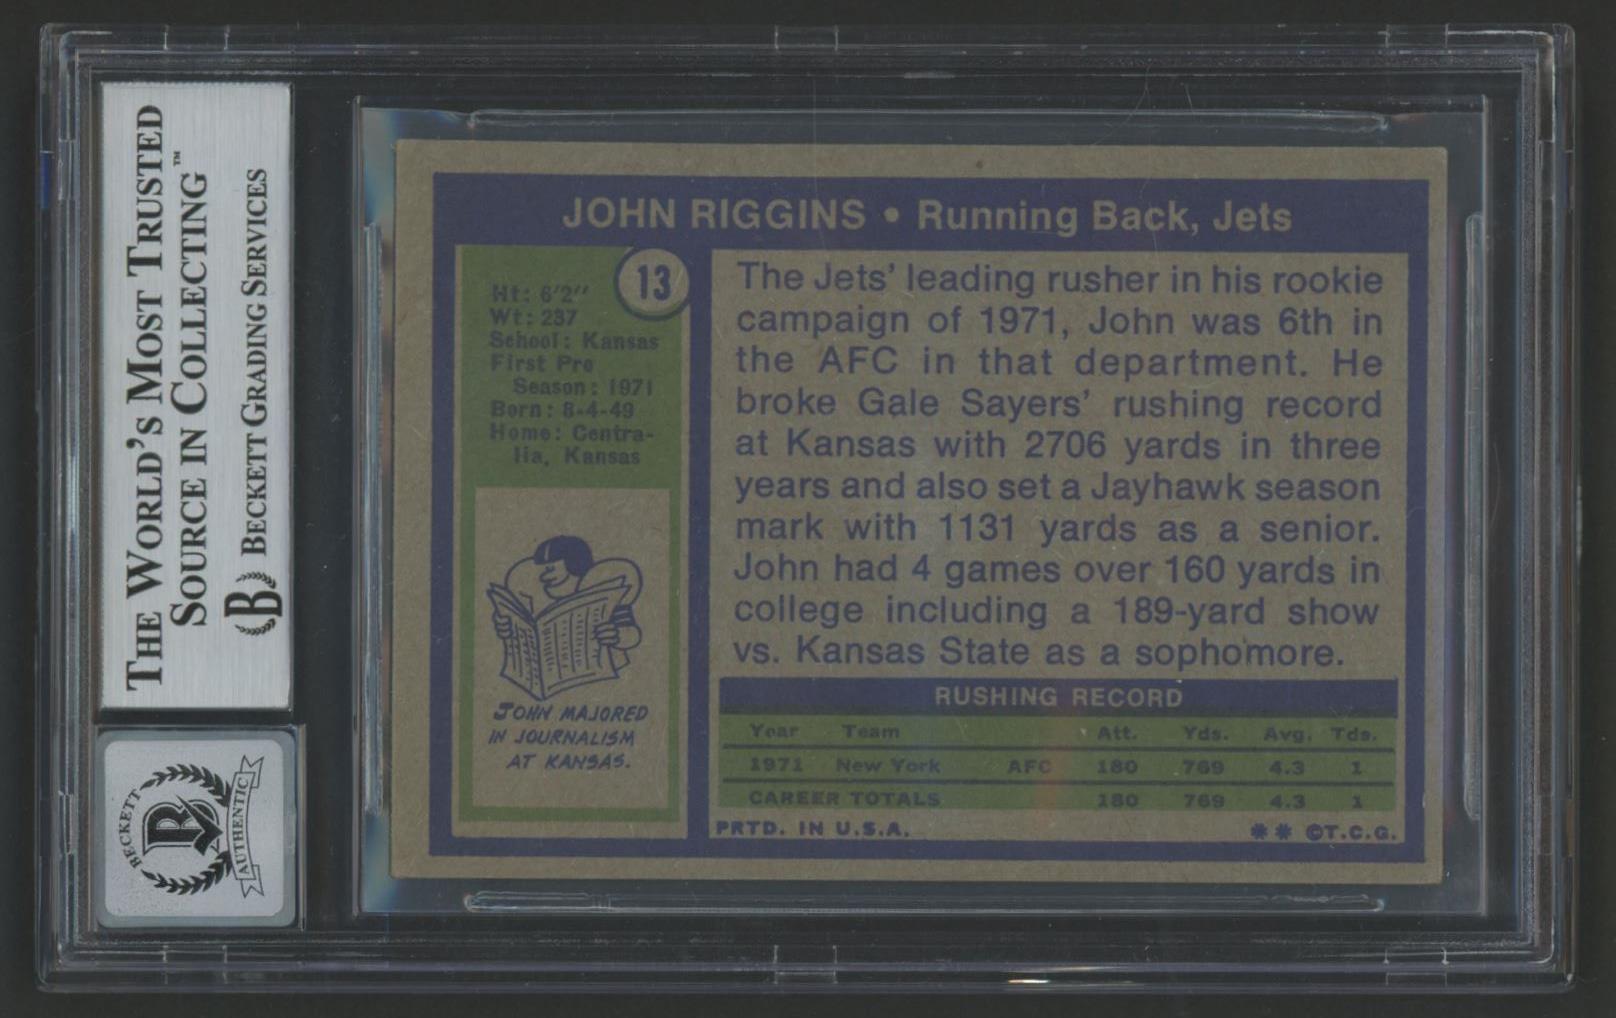 THE WORLD'S MOST TRUSTED
SOURCE IN COLLECTING™
BECKETT GRADING SERVICES
B
BECKETT
B
AUTHENTIC
JOHN RIGGINS • Running Back, Jets
13
Ht: 6'2"
Wt: 237
School: Kansas
First Pro
Season: 1971
Born: 8-4-49
Home: Centra-
lia, Kansas
JOHN MAJORED
IN JOURNALISM
AT KANSAS.
The Jets' leading rusher in his rookie
campaign of 1971, John was 6th in
the AFC in that department. He
broke Gale Sayers' rushing record
at Kansas with 2706 yards in three
years and also set a Jayhawk season
mark with 1131 yards as a senior.
John had 4 games over 160 yards in
college including a 189-yard show
vs. Kansas State as a sophomore.
RUSHING RECORD
Year Team Att. Yds. Avg. Tds.
1971 New York AFC 180 769 4.3 1
CAREER TOTALS 180 769 4.3 1
PRTD. IN U.S.A. * * ©T.C.G.